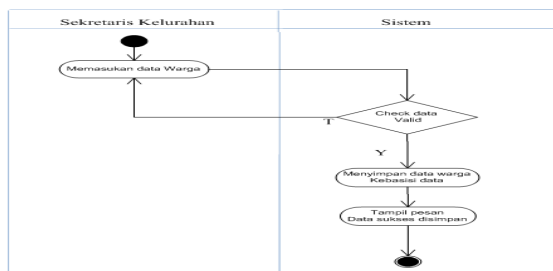 Sekretaris Kelurahan
Sistem
Memasukan data Warga
Check data
Valid
T
Y
Menyimpan data warga
Kebasisi data
Tampil pesan
Data sukses disimpan